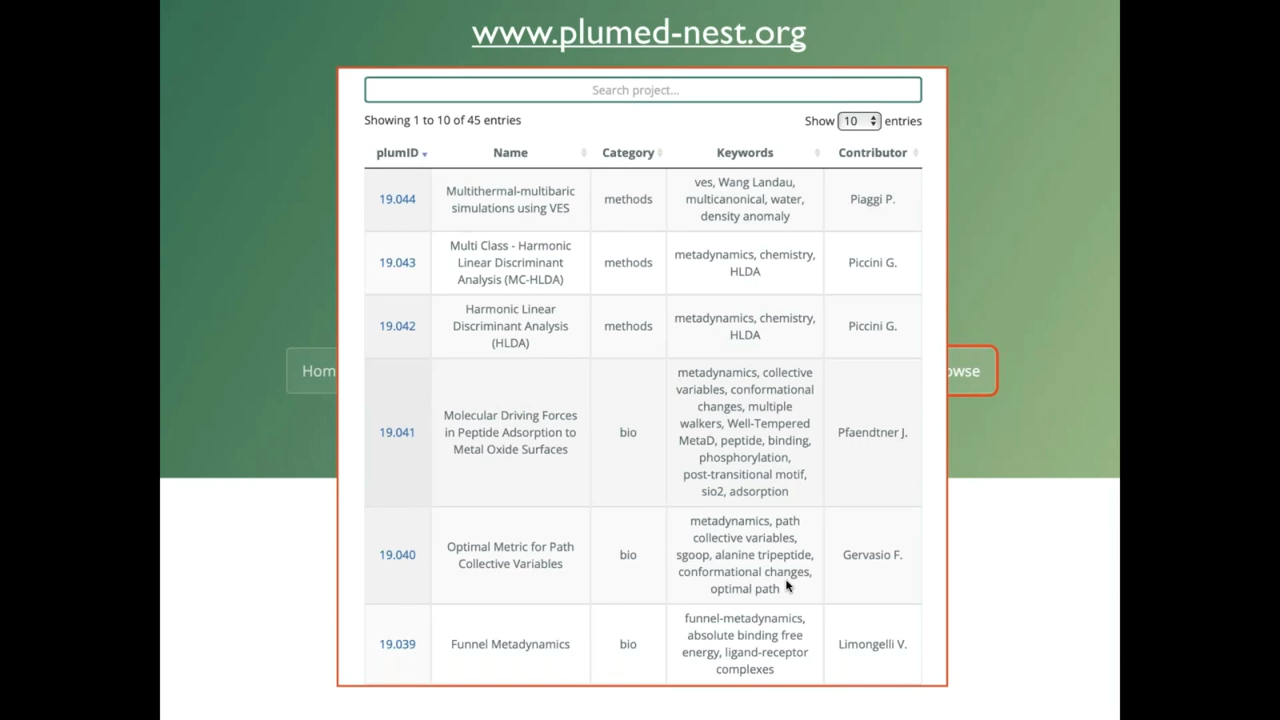 www.plumed-nest.org
Search project...
Showing 1 to 10 of 45 entries
Show 10 entries
plumID Name Category Keywords Contributor
19.044
Multithermal-multibaric
simulations using VES
methods
ves, Wang Landau,
multicanonical, water,
density anomaly
Piaggi P.
19.043
Multi Class - Harmonic
Linear Discriminant
Analysis (MC-HLDA)
methods
metadynamics, chemistry,
HLDA
Piccini G.
19.042
Harmonic Linear
Discriminant Analysis
(HLDA)
methods
metadynamics, chemistry,
HLDA
Piccini G.
Hom
owse
19.041
Molecular Driving Forces
in Peptide Adsorption to
Metal Oxide Surfaces
bio
metadynamics, collective
variables, conformational
changes, multiple
walkers, Well-Tempered
MetaD, peptide, binding,
phosphorylation,
post-transitional motif,
sio2, adsorption
Pfaendtner J.
19.040
Optimal Metric for Path
Collective Variables
bio
metadynamics, path
collective variables,
sgoop, alanine tripeptide,
conformational changes,
optimal path
Gervasio F.
19.039
Funnel Metadynamics
bio
funnel-metadynamics,
absolute binding free
energy, ligand-receptor
complexes
Limongelli V.